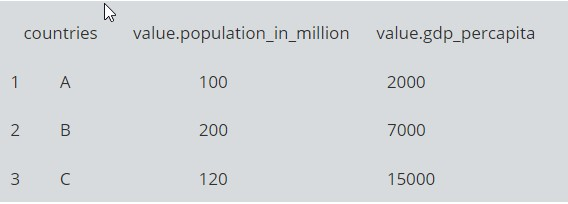 countries value.population_in_million value.gdp_percapita
1 A 100 2000
2 B 200 7000
3 C 120 15000